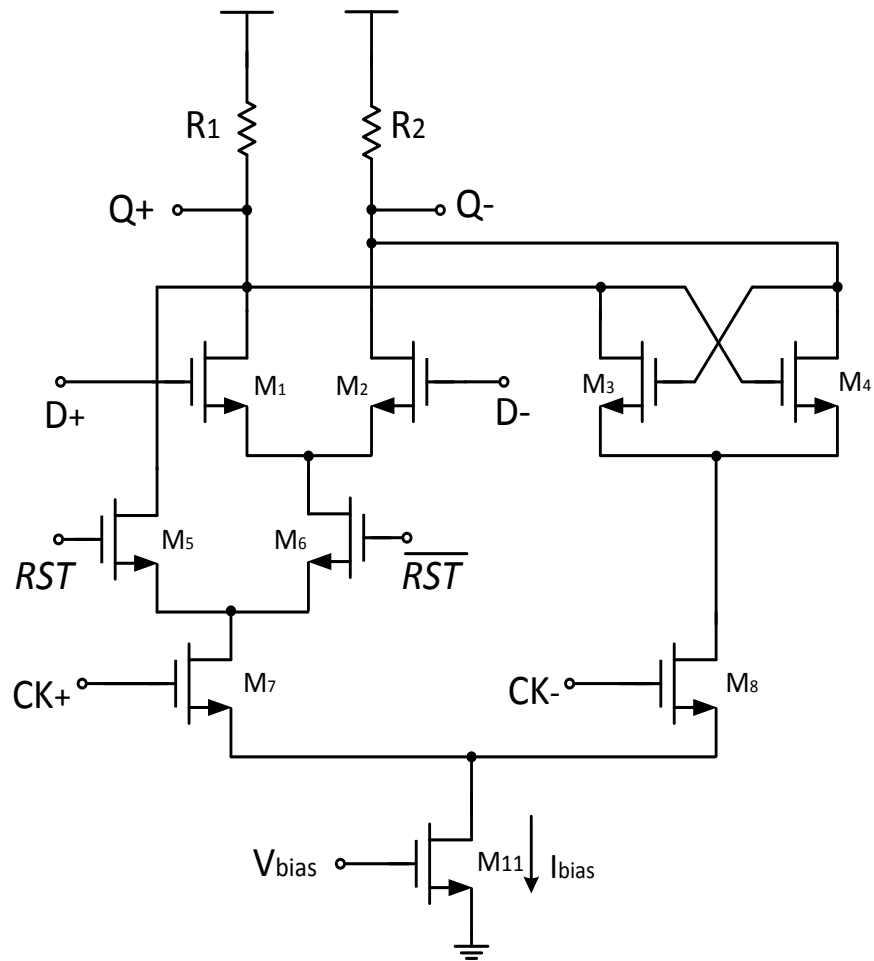 R1
R2
Q+
Q-
D+
M1
M2
D-
M3
M4
RST
M5
M6
RST
CK+
M7
CK-
M8
Vbias
M11
Ibias